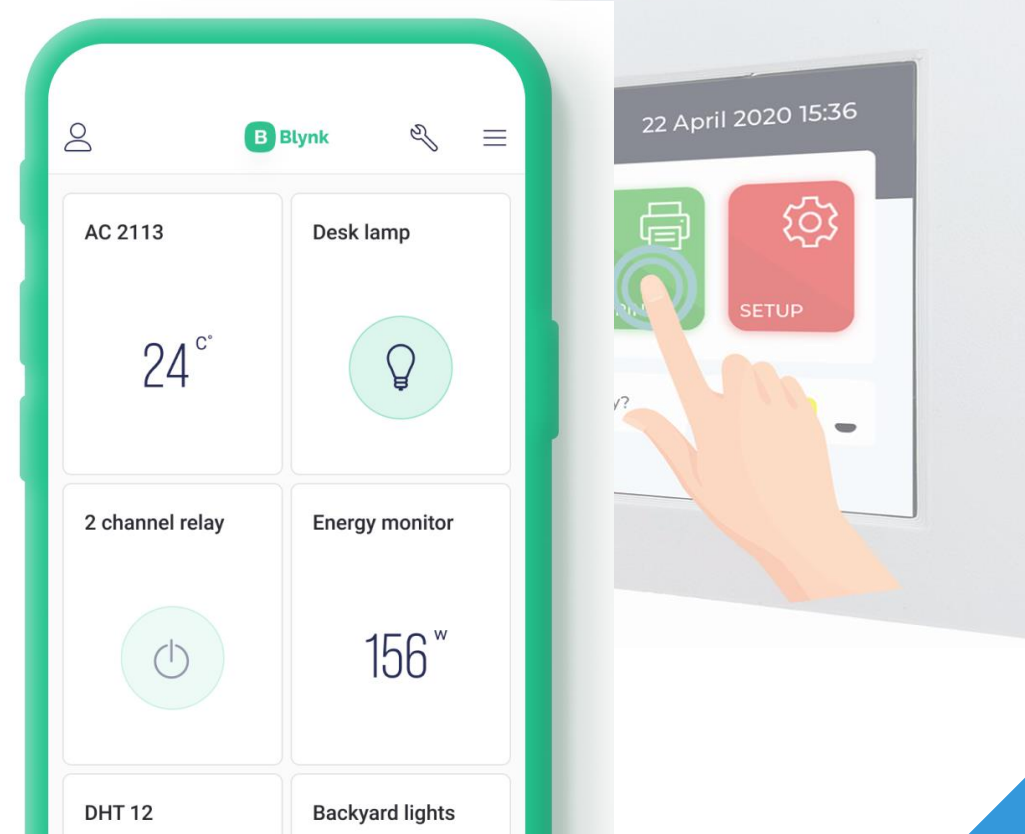 B Blynk
AC 2113
Desk lamp
24 C°
2 channel relay
Energy monitor
156 W
DHT 12
Backyard lights
22 April 2020 15:36
SETUP